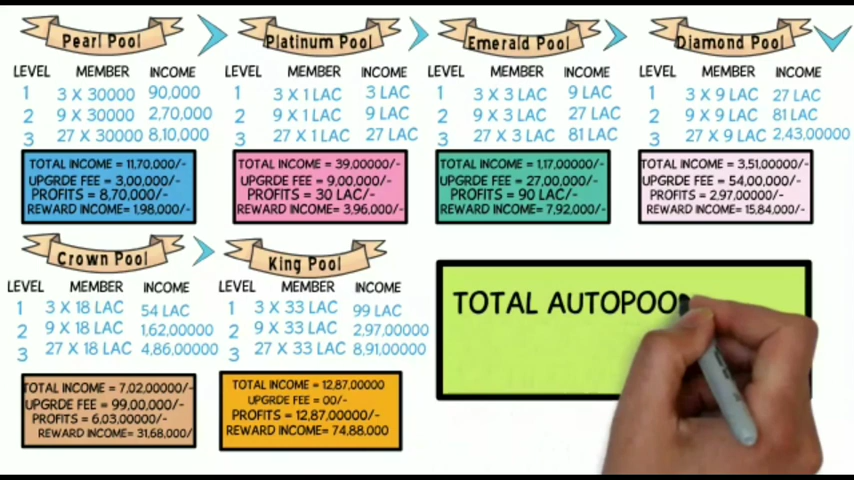 Pearl Pool
LEVEL MEMBER INCOME
1 3 X 30000 90,000
2 9 X 30000 2,70,000
3 27 X 30000 8,10,000
TOTAL INCOME = 11,70,000/-
UPGRDE FEE = 3,00,000/-
PROFITS = 8,70,000/-
REWARD INCOME= 1,98,000/-
Platinum Pool
LEVEL MEMBER INCOME
1 3 X 1 LAC 3 LAC
2 9 X 1 LAC 9 LAC
3 27 X 1 LAC 27 LAC
TOTAL INCOME = 39,00000/-
UPGRDE FEE = 9,00,000/-
PROFITS = 30 LAC/-
REWARD INCOME= 3,96,000/-
Emerald Pool
LEVEL MEMBER INCOME
1 3 X 3 LAC 9 LAC
2 9 X 3 LAC 27 LAC
3 27 X 3 LAC 81 LAC
TOTAL INCOME = 1,17,00000/-
UPGRDE FEE = 27,00,000/-
PROFITS = 90 LAC/-
REWARD INCOME= 7,92,000/-
Diamond Pool
LEVEL MEMBER INCOME
1 3 X 9 LAC 27 LAC
2 9 X 9 LAC 81 LAC
3 27 X 9 LAC 2,43,00000
TOTAL INCOME = 3,51,00000/-
UPGRDE FEE = 54,00,000/-
PROFITS = 2,97,00000/-
REWARD INCOME= 15,84,000/-
Crown Pool
LEVEL MEMBER INCOME
1 3 X 18 LAC 54 LAC
2 9 X 18 LAC 1,62,00000
3 27 X 18 LAC 4,86,00000
TOTAL INCOME = 7,02,00000/-
UPGRDE FEE = 99,00,000/-
PROFITS = 6,03,00000/-
REWARD INCOME= 31,68,000/
King Pool
LEVEL MEMBER INCOME
1 3 X 33 LAC 99 LAC
2 9 X 33 LAC 2,97,00000
3 27 X 33 LAC 8,91,00000
TOTAL INCOME = 12,87,00000
UPGRDE FEE = 00/-
PROFITS = 12,87,00000/-
REWARD INCOME= 74,88,000
TOTAL AUTOPOO